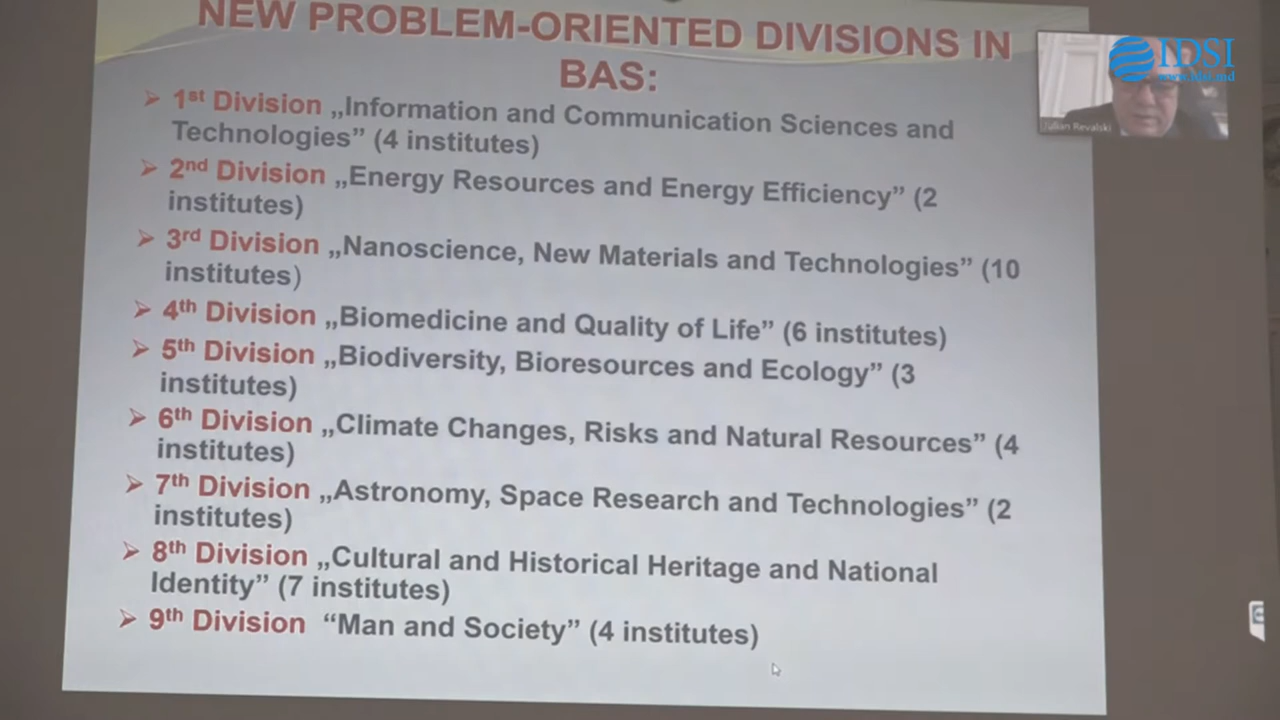 NEW PROBLEM-ORIENTED DIVISIONS IN
BAS:
1st Division „Information and Communication Sciences and
Technologies” (4 institutes)
2nd Division „Energy Resources and Energy Efficiency” (2
institutes)
3rd Division „Nanoscience, New Materials and Technologies” (10
institutes)
4th Division „Biomedicine and Quality of Life” (6 institutes)
5th Division „Biodiversity, Bioresources and Ecology” (3
institutes)
6th Division „Climate Changes, Risks and Natural Resources” (4
institutes)
7th Division „Astronomy, Space Research and Technologies” (2
institutes)
8th Division „Cultural and Historical Heritage and National
Identity” (7 institutes)
9th Division “Man and Society” (4 institutes)
IDSI
www.idsi.md
Julian Revalski